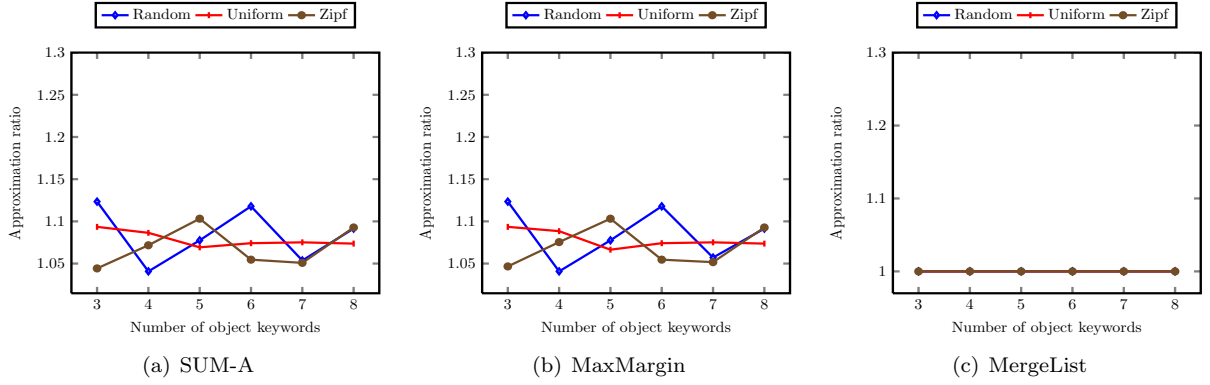 Random Uniform Zipf
1.3
1.25
1.2
1.15
1.1
1.05
Approximation ratio
3 4 5 6 7 8
Number of object keywords
(a) SUM-A
Random Uniform Zipf
1.3
1.25
1.2
1.15
1.1
1.05
Approximation ratio
3 4 5 6 7 8
Number of object keywords
(b) MaxMargin
Random Uniform Zipf
1.3
1.2
1.1
1
Approximation ratio
3 4 5 6 7 8
Number of object keywords
(c) MergeList